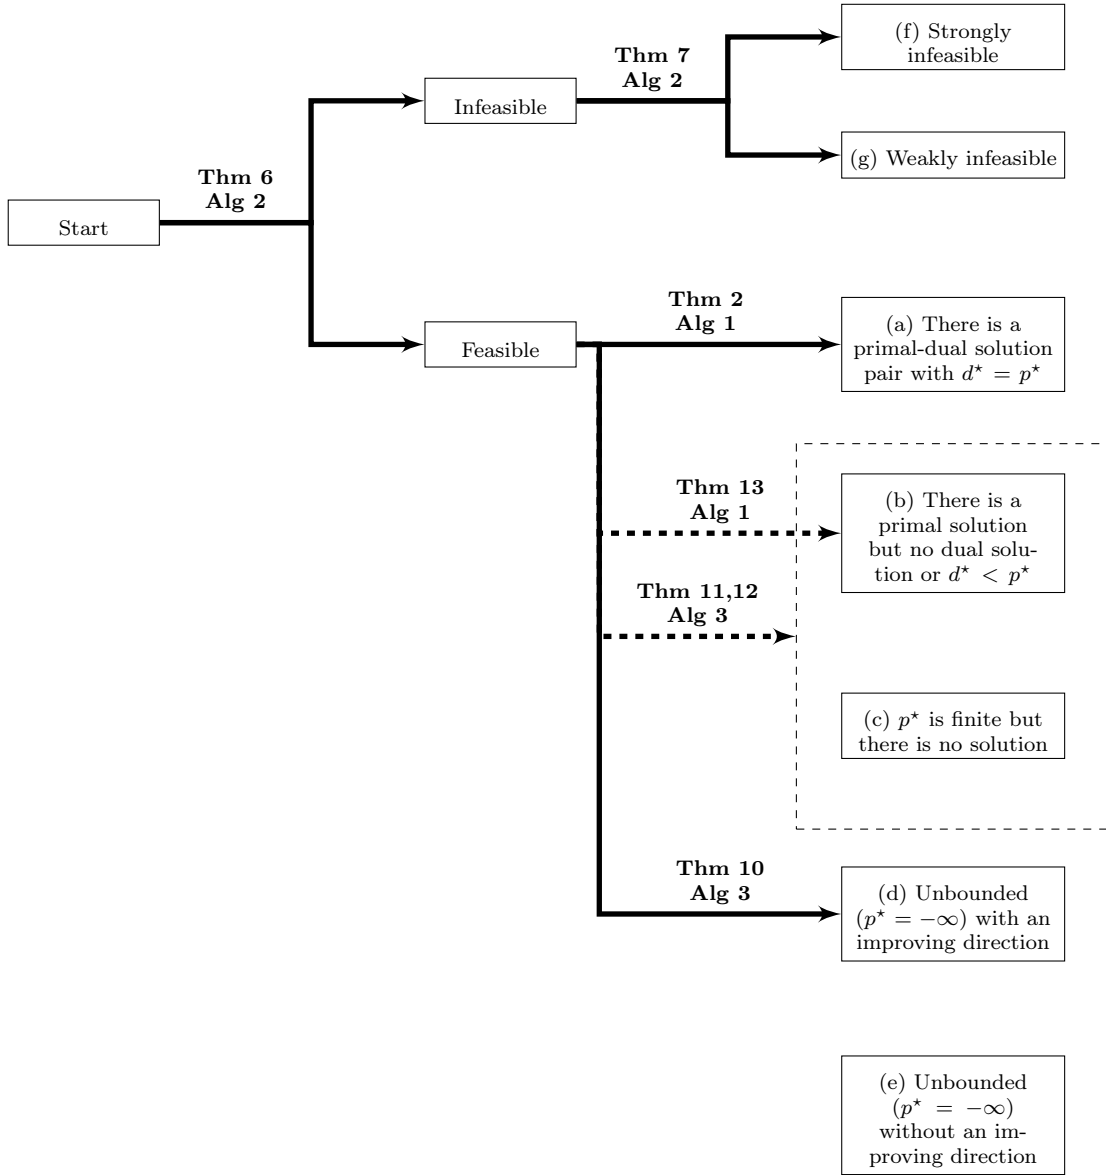 (f) Strongly
infeasible
Thm 7
Alg 2
Infeasible
(g) Weakly infeasible
Thm 6
Alg 2
Start
Thm 2
Alg 1
Feasible
(a) There is a
primal-dual solution
pair with d⋆ = p⋆
Thm 13
Alg 1
(b) There is a
primal solution
but no dual solu-
tion or d⋆ < p⋆
Thm 11,12
Alg 3
(c) p⋆ is finite but
there is no solution
Thm 10
Alg 3
(d) Unbounded
(p⋆ = −∞) with an
improving direction
(e) Unbounded
(p⋆ = −∞)
without an im-
proving direction